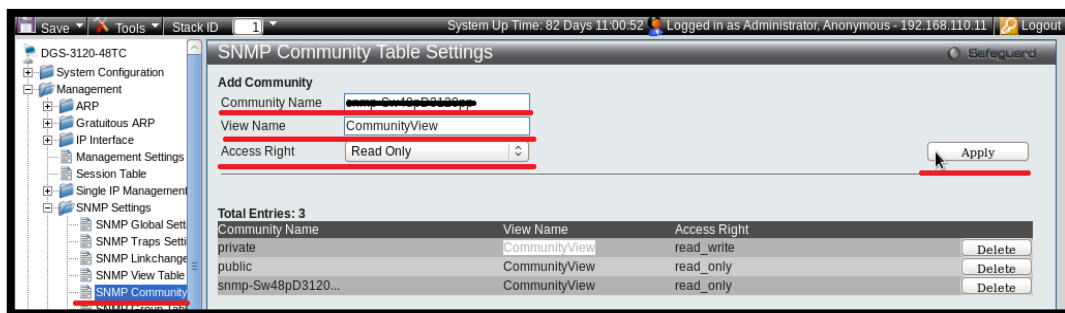 Save Tools Stack ID 1 System Up Time: 82 Days 11:00:52 Logged in as Administrator, Anonymous - 192.168.110.11 Logout
DGS-3120-48TC
System Configuration
Management
ARP
Gratuitous ARP
IP Interface
Management Settings
Session Table
Single IP Management
SNMP Settings
SNMP Global Setti
SNMP Traps Setti
SNMP Linkchange
SNMP View Table
SNMP Community
SNMP Group Tabl
SNMP Community Table Settings
Safeguard
Add Community
Community Name
View Name CommunityView
Access Right Read Only Apply
Total Entries: 3
Community Name View Name Access Right
private CommunityView read_write Delete
public CommunityView read_only Delete
snmp-Sw48pD3120... CommunityView read_only Delete